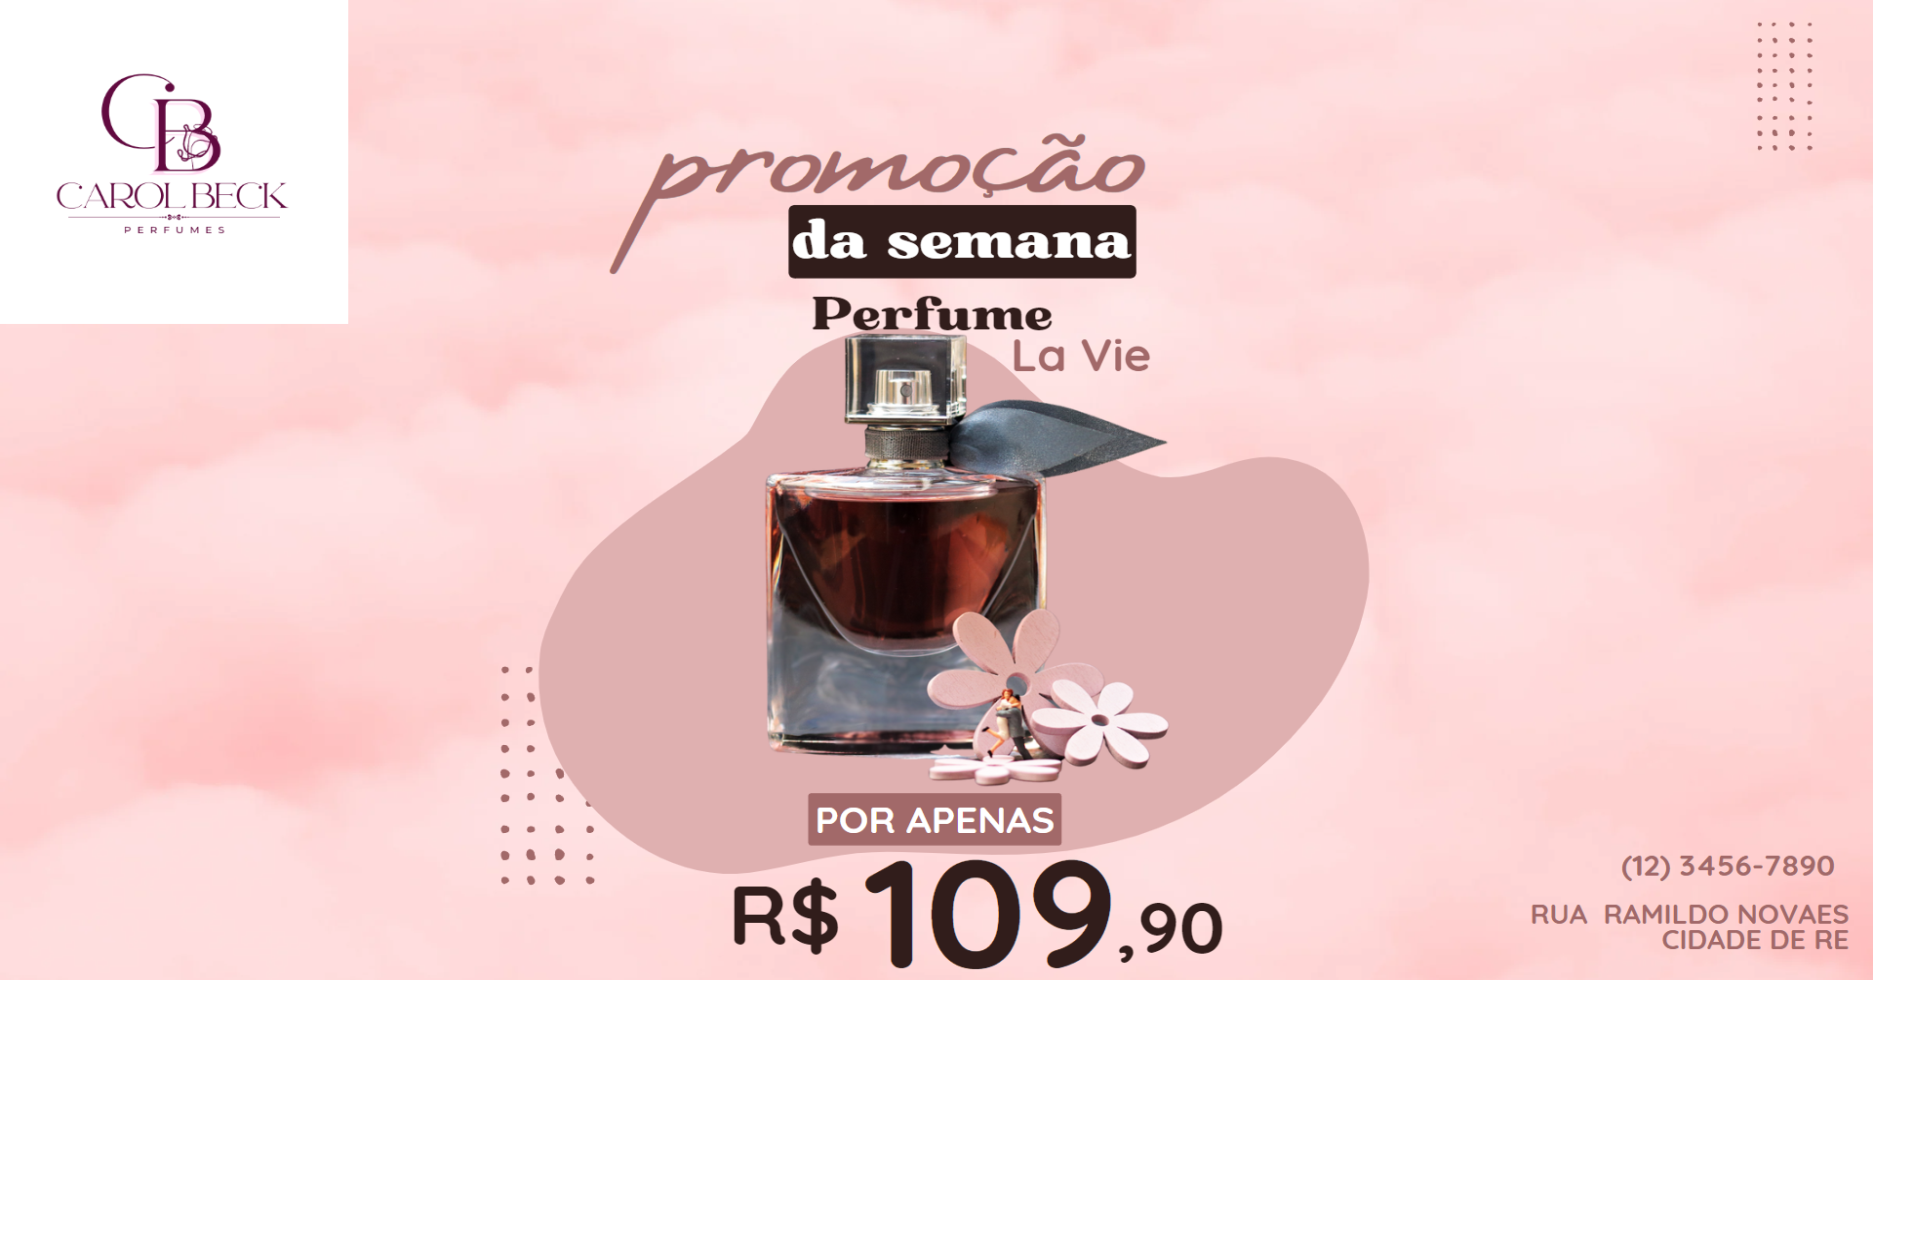 CB
CAROL BECK
PERFUMES
promoção
da semana
Perfume
La Vie
POR APENAS
R$ 109,90
(12) 3456-7890
RUA RAMILDO NOVAES
CIDADE DE RE